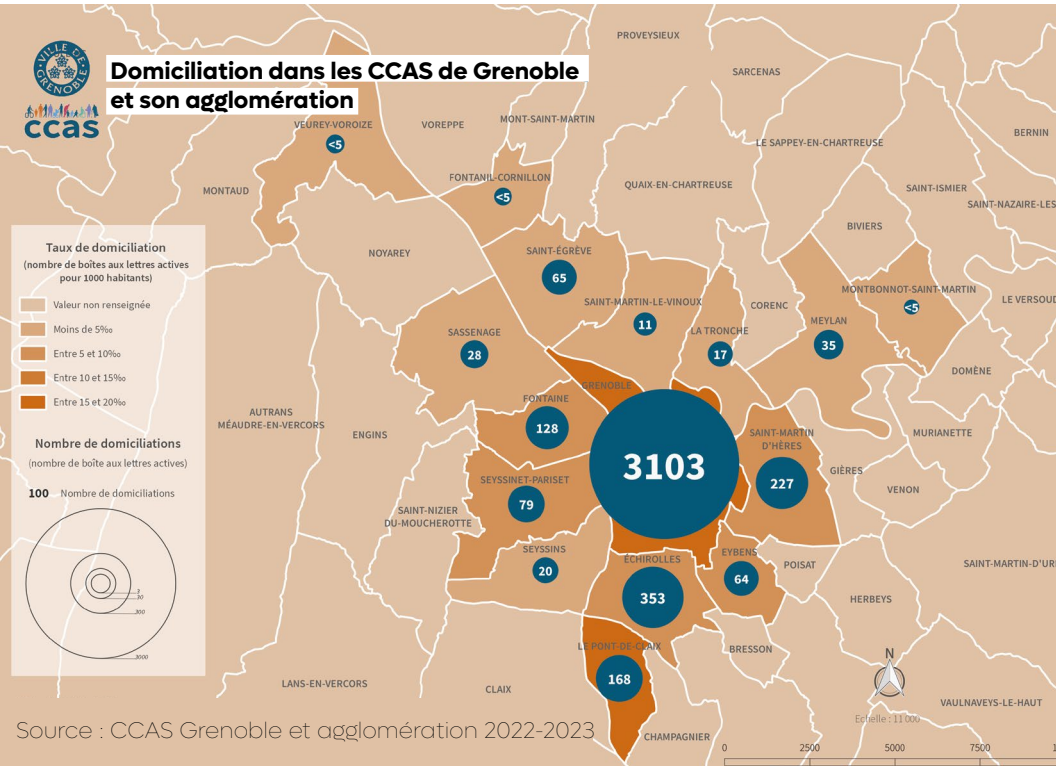 VILLE DE
GRENOBLE
ccas
Domiciliation dans les CCAS de Grenoble
et son agglomération
PROVEYSIEUX
SARCENAS
VEUREY-VOROIZE
<5
VOREPPE
MONT-SAINT-MARTIN
LE SAPPEY-EN-CHARTREUSE
BERNIN
MONTAUD
FONTANIL-CORNILLON
<5
QUAIX-EN-CHARTREUSE
SAINT-ISMIER
SAINT-NAZAIRE-LES
BIVIERS
NOYAREY
SAINT-ÉGRÈVE
65
SAINT-MARTIN-LE-VINOUX
11
CORENC
MONTBONNOT-SAINT-MARTIN
<5
LE VERSOUD
SASSENAGE
28
LA TRONCHE
17
MEYLAN
35
DOMÈNE
GRENOBLE
3103
FONTAINE
128
AUTRANS
MÉAUDRE-EN-VERCORS
ENGINS
SAINT-MARTIN
D'HÈRES
227
MURIANETTE
GIÈRES
VENON
SEYSSINET-PARISET
79
SAINT-NIZIER
DU-MOUCHEROTTE
SEYSSINS
20
ÉCHIROLLES
353
EYBENS
64
POISAT
SAINT-MARTIN-D'URI
HERBEYS
LE PONT-DE-CLAIX
168
BRESSON
LANS-EN-VERCORS
CLAIX
CHAMPAGNIER
VAULNAVEYS-LE-HAUT
Taux de domiciliation
(nombre de boîtes aux lettres actives
pour 1000 habitants)
Valeur non renseignée
Moins de 5‰
Entre 5 et 10‰
Entre 10 et 15‰
Entre 15 et 20‰
Nombre de domiciliations
(nombre de boîte aux lettres actives)
100 Nombre de domiciliations
3
30
300
3000
N
Echelle : 11 000
0 2500 5000 7500 1
Source : CCAS Grenoble et agglomération 2022-2023